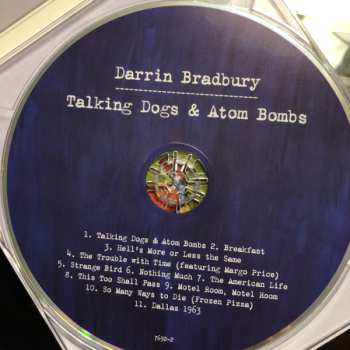 Darrin Bradbury
Talking Dogs & Atom Bombs
1. Talking Dogs & Atom Bombs 2. Breakfast
3. Hell's More or Less the Same
4. The Trouble with Time (featuring Margo Price)
5. Strange Bird 6. Nothing Much 7. The American Life
8. This Too Shall Pass 9. Motel Room, Motel Room
10. So Many Ways to Die (Frozen Pizza)
11. Dallas 1963
7650-2